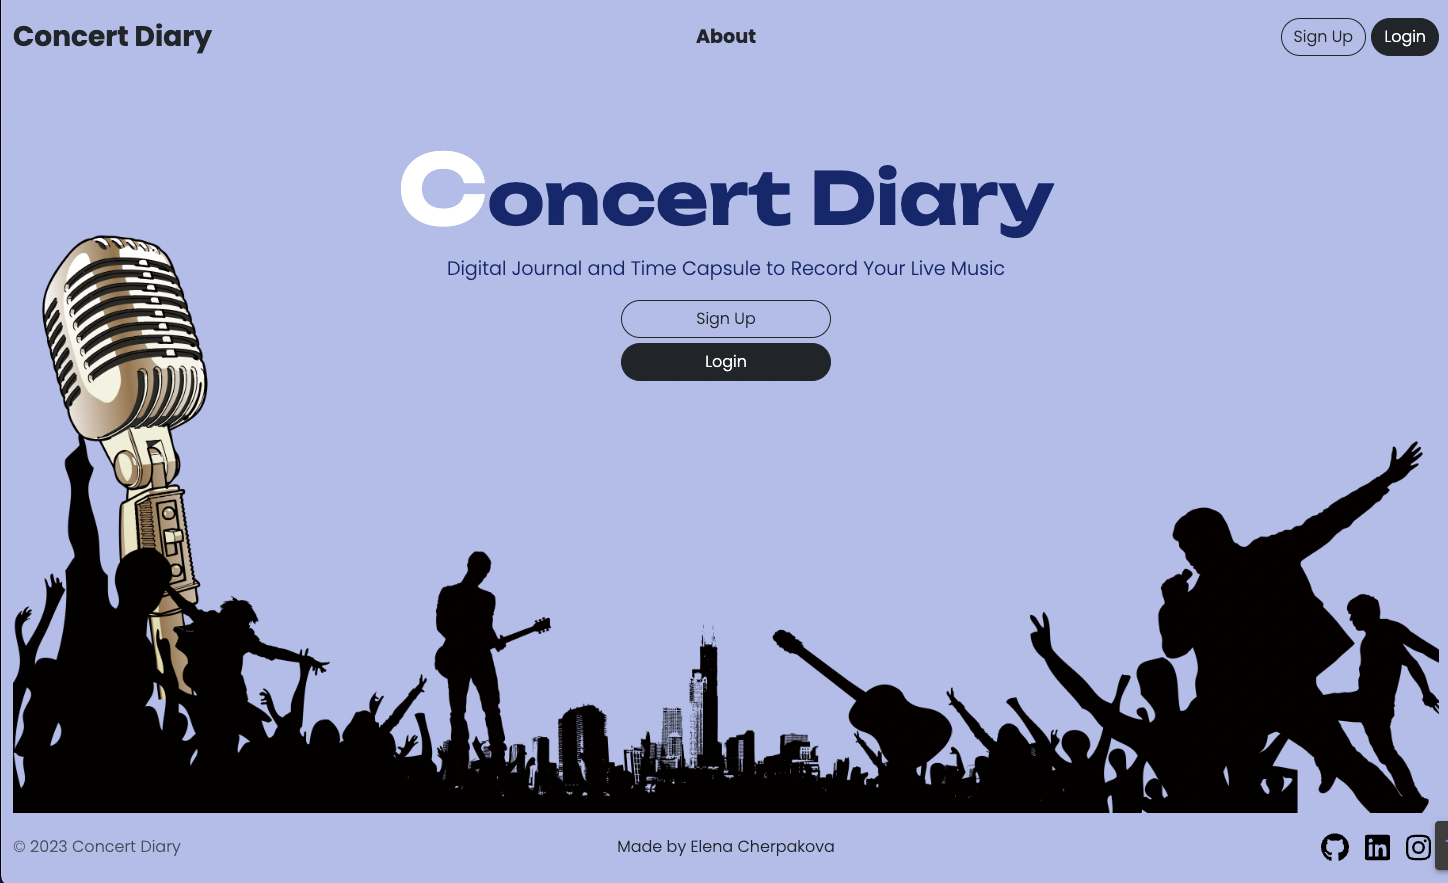 Concert Diary
About
Sign Up
Login
Concert Diary
Digital Journal and Time Capsule to Record Your Live Music
Sign Up
Login
© 2023 Concert Diary
Made by Elena Cherpakova
in